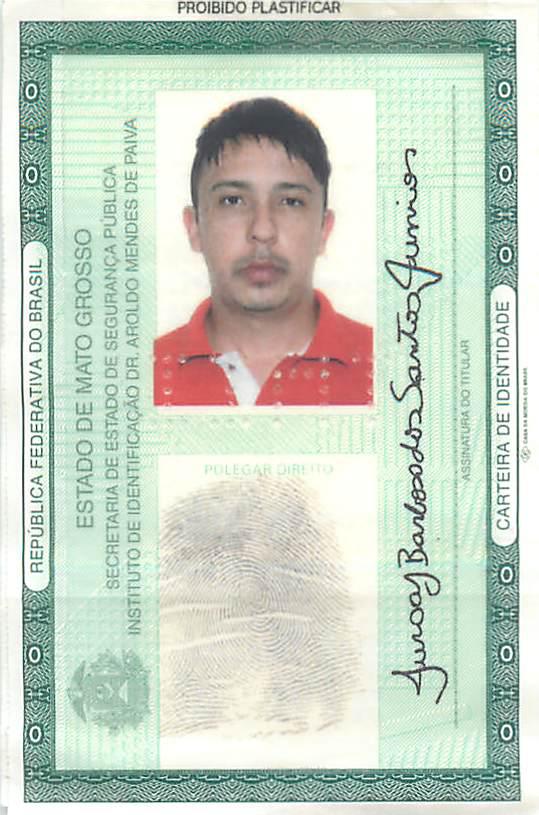 PROIBIDO PLASTIFICAR
REPÚBLICA FEDERATIVA DO BRASIL
ESTADO DE MATO GROSSO
SECRETARIA DE ESTADO DE SEGURANÇA PÚBLICA
INSTITUTO DE IDENTIFICAÇÃO DR. AROLDO MENDES DE PAIVA
POLEGAR DIREITO
Barbosa dos Santos Junior
ASSINATURA DO TITULAR
CARTEIRA DE IDENTIDADE
CASA DA MOEDA DO BRASIL